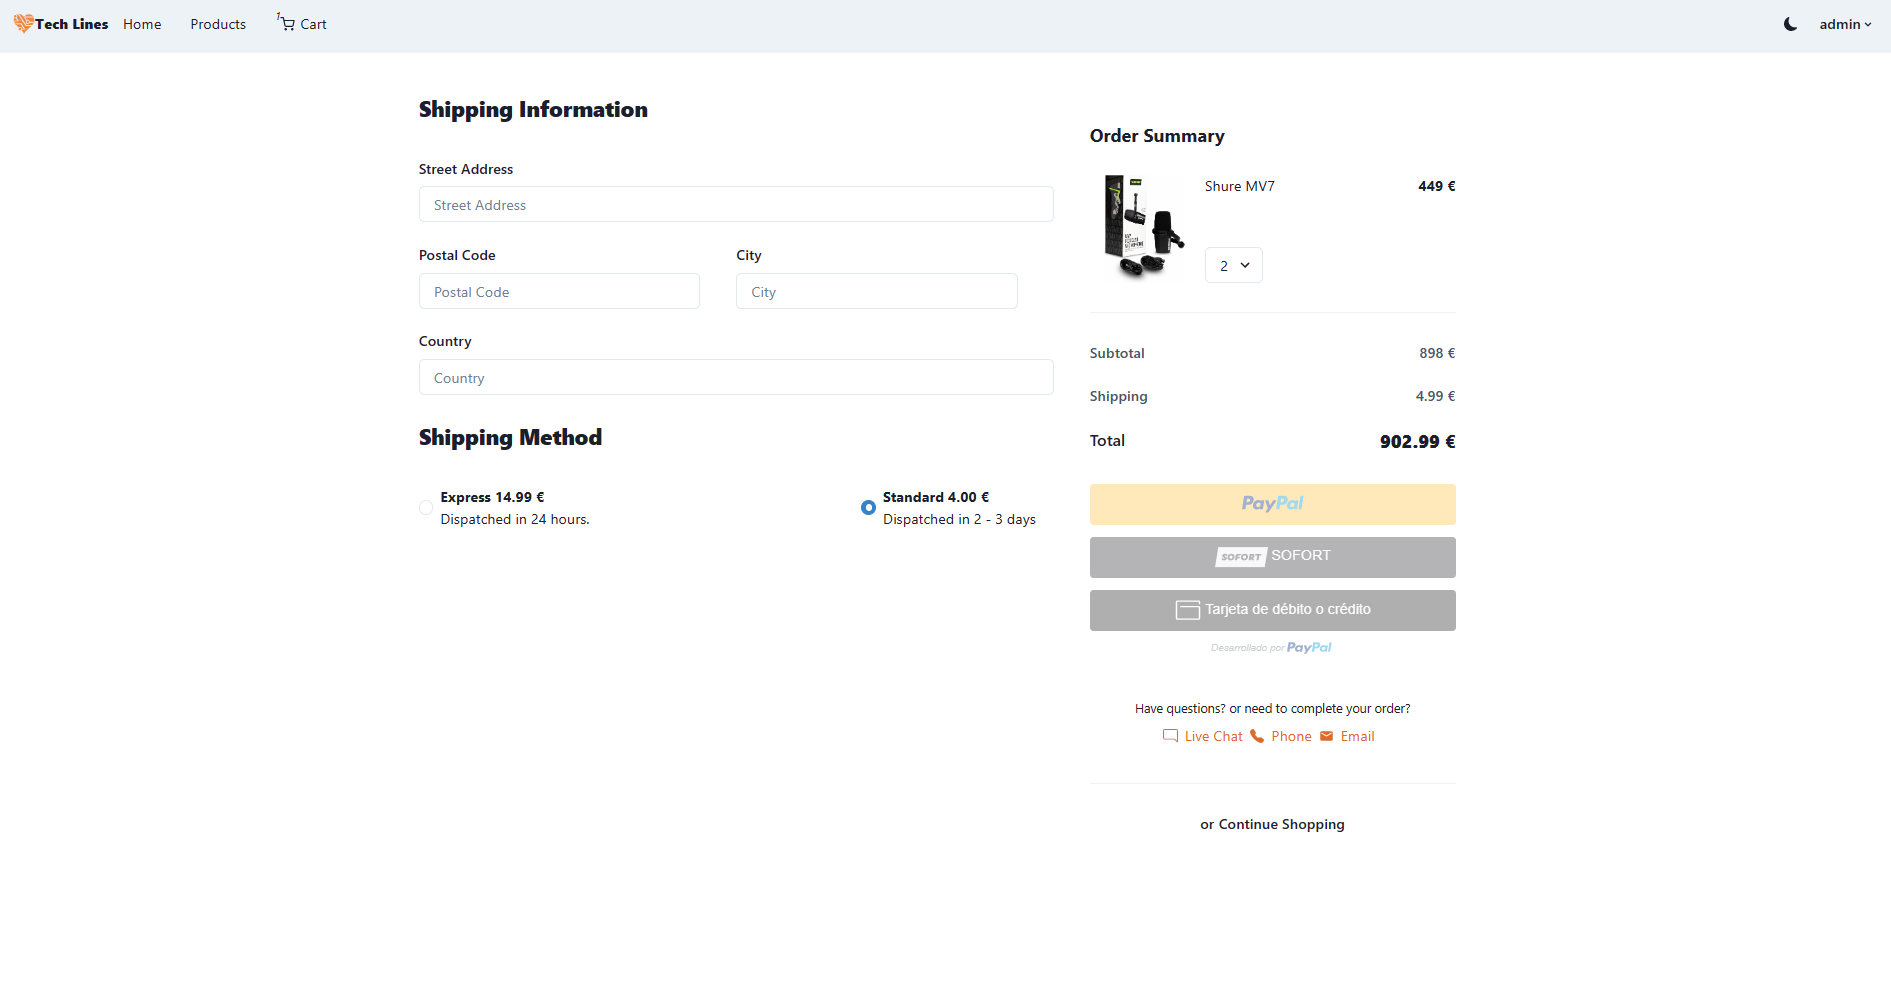 Tech Lines Home Products 1 Cart admin
Shipping Information
Street Address
Street Address
Postal Code City
Postal Code City
Country
Country
Shipping Method
Express 14.99 €
Dispatched in 24 hours.
Standard 4.00 €
Dispatched in 2 - 3 days
Order Summary
Shure MV7 449 €
2
Subtotal 898 €
Shipping 4.99 €
Total 902.99 €
PayPal
SOFORT SOFORT
Tarjeta de débito o crédito
Desarrollado por PayPal
Have questions? or need to complete your order?
Live Chat Phone Email
or Continue Shopping